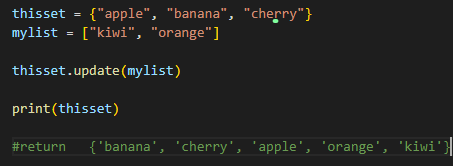 thisset = {"apple", "banana", "cherry"}
mylist = ["kiwi", "orange"]
thisset.update(mylist)
print(thisset)
#return   {'banana', 'cherry', 'apple', 'orange', 'kiwi'}